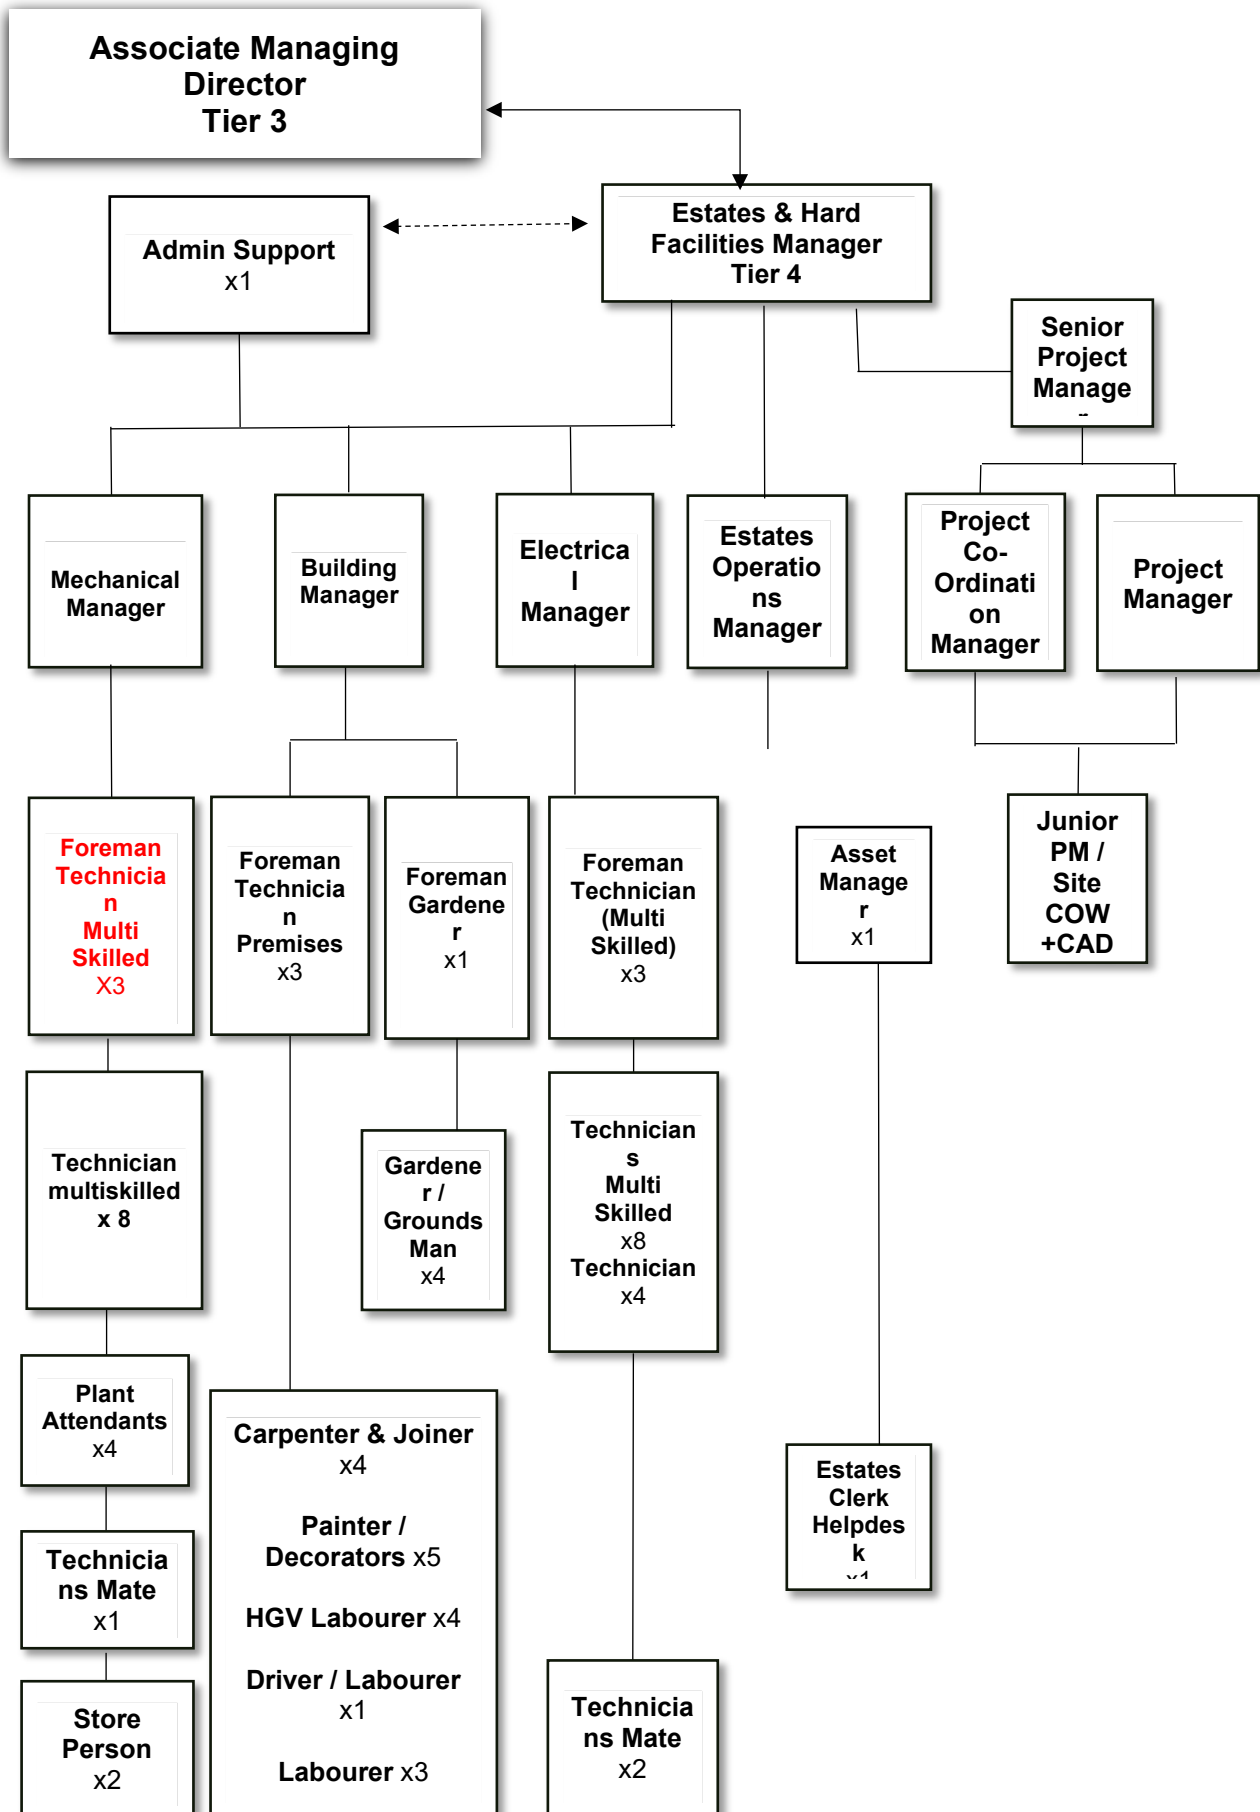 Associate Managing
Director
Tier 3
Admin Support
x1
Estates & Hard
Facilities Manager
Tier 4
Senior
Project
Manage
Mechanical
Manager
Building
Manager
Electrica
l
Manager
Estates
Operatio
ns
Manager
Project
Co-
Ordinati
on
Manager
Project
Manager
Foreman
Technicia
n
Multi
Skilled
X3
Foreman
Technicia
n
Premises
x3
Foreman
Gardene
r
x1
Foreman
Technician
(Multi
Skilled)
x3
Asset
Manage
r
x1
Junior
PM /
Site
COW
+CAD
Technician
multiskilled
x 8
Gardene
r /
Grounds
Man
x4
Technician
s
Multi
Skilled
x8
Technician
x4
Plant
Attendants
x4
Carpenter & Joiner
x4
Painter /
Decorators x5
HGV Labourer x4
Driver / Labourer
x1
Labourer x3
Estates
Clerk
Helpdes
k
x1
Technicia
ns Mate
x1
Store
Person
x2
Technicia
ns Mate
x2